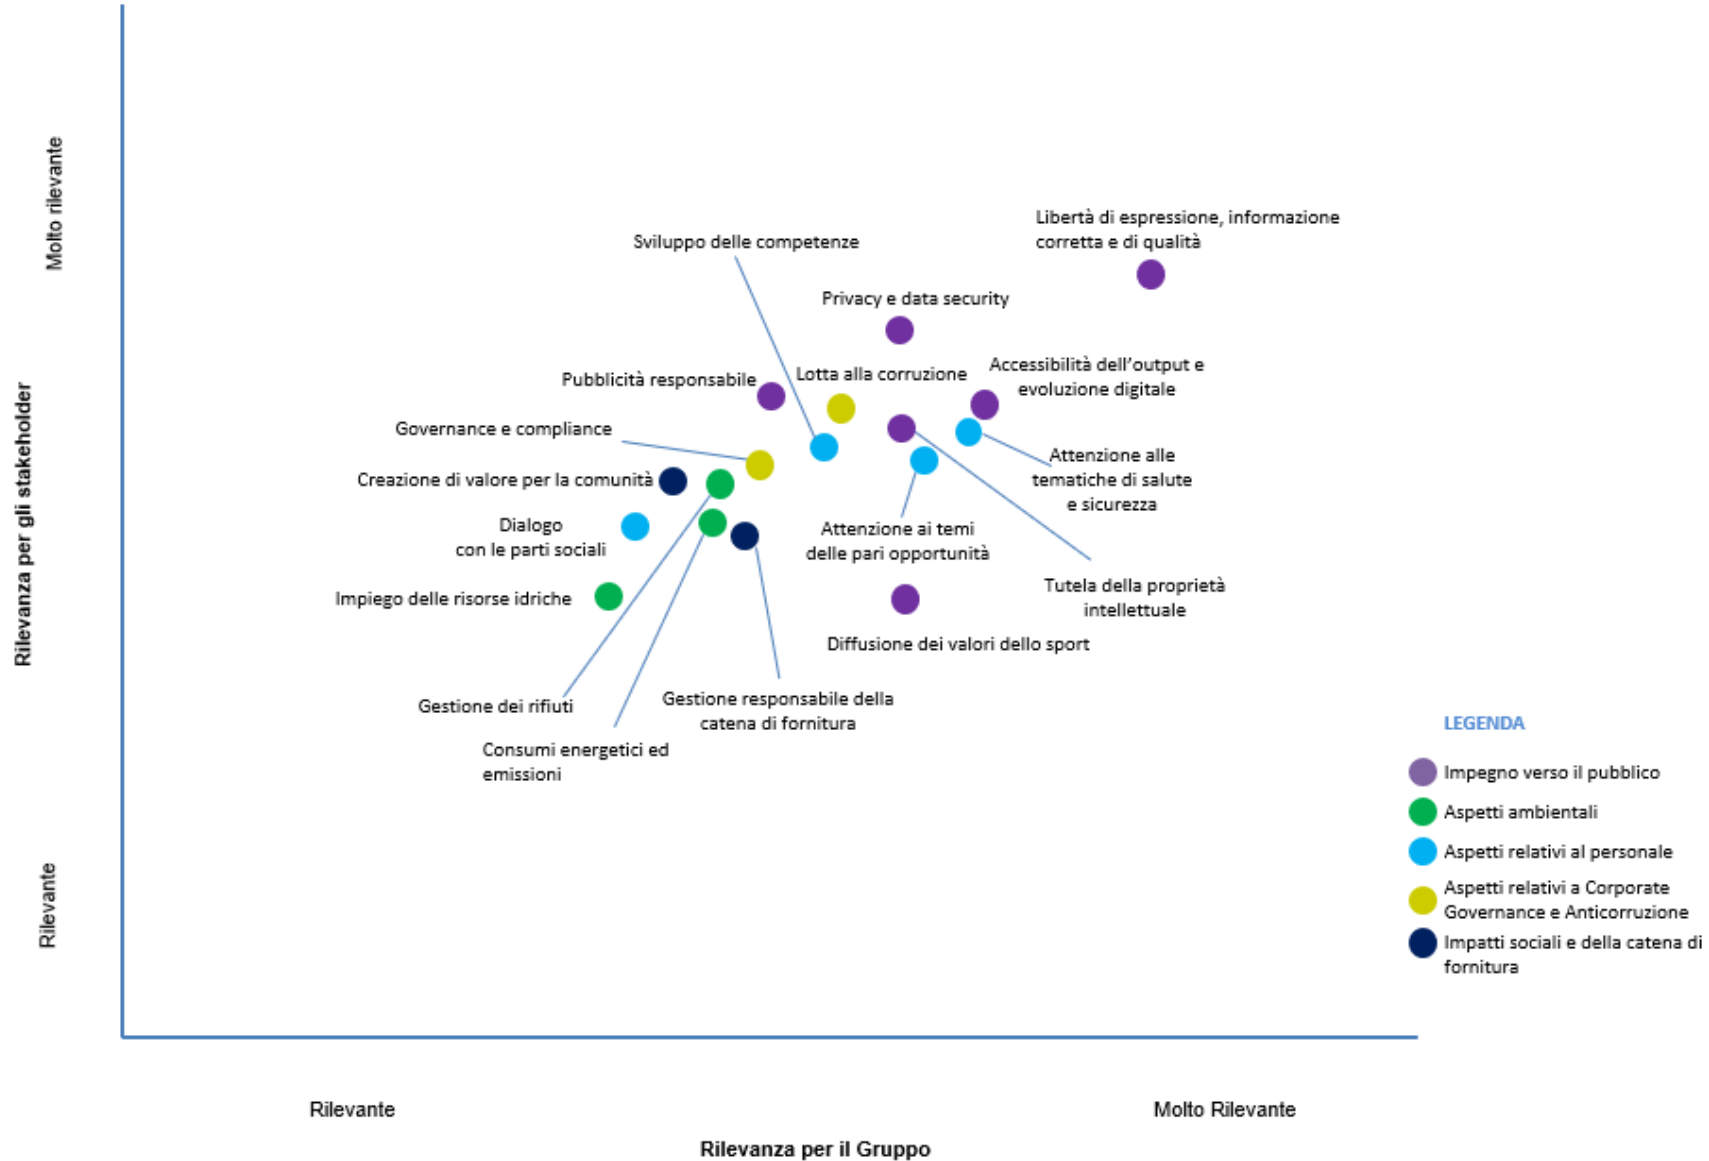 Molto rilevante
Rilevanza per gli stakeholder
Rilevante
Libertà di espressione, informazione
corretta e di qualità
Sviluppo delle competenze
Privacy e data security
Accessibilità dell’output e
evoluzione digitale
Lotta alla corruzione
Pubblicità responsabile
Governance e compliance
Attenzione alle
tematiche di salute
e sicurezza
Creazione di valore per la comunità
Dialogo
con le parti sociali
Attenzione ai temi
delle pari opportunità
Impiego delle risorse idriche
Tutela della proprietà
intellettuale
Diffusione dei valori dello sport
Gestione dei rifiuti
Gestione responsabile della
catena di fornitura
Consumi energetici ed
emissioni
LEGENDA
Impegno verso il pubblico
Aspetti ambientali
Aspetti relativi al personale
Aspetti relativi a Corporate
Governance e Anticorruzione
Impatti sociali e della catena di
fornitura
Rilevante
Molto Rilevante
Rilevanza per il Gruppo